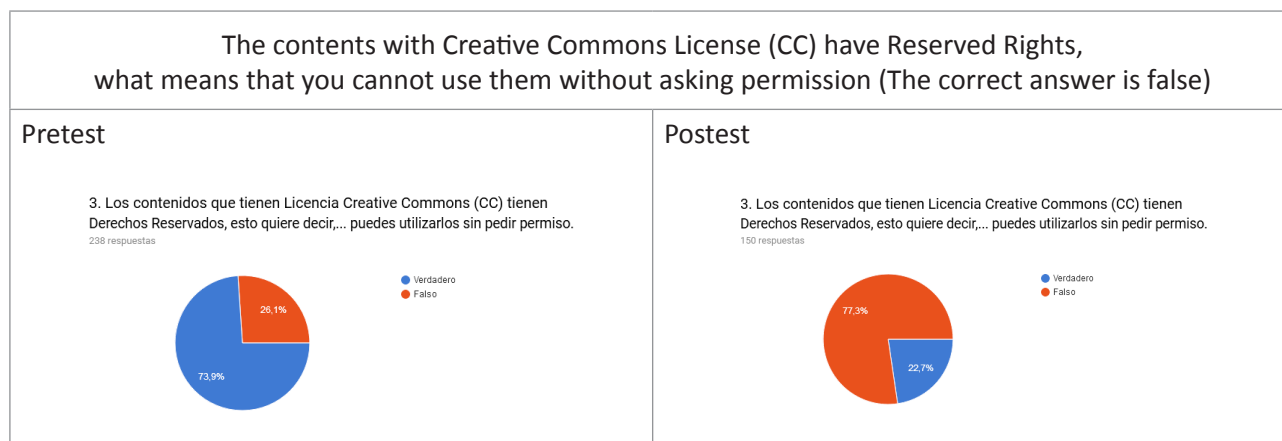 The contents with Creative Commons License (CC) have Reserved Rights,
what means that you cannot use them without asking permission (The correct answer is false)
Pretest
3. Los contenidos que tienen Licencia Creative Commons (CC) tienen
Derechos Reservados, esto quiere decir,... puedes utilizarlos sin pedir permiso.
238 respuestas
Verdadero
Falso
26,1%
73,9%
Postest
3. Los contenidos que tienen Licencia Creative Commons (CC) tienen
Derechos Reservados, esto quiere decir,... puedes utilizarlos sin pedir permiso.
150 respuestas
Verdadero
Falso
77,3%
22,7%